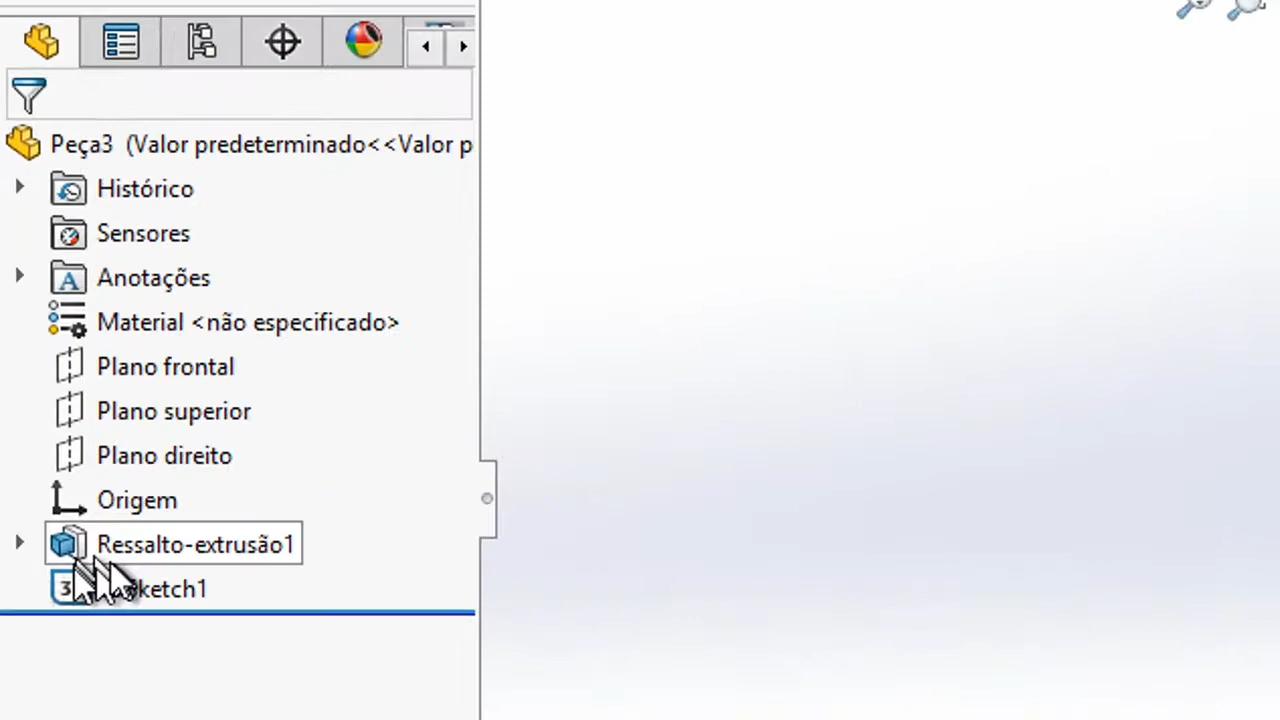 Peça3 (Valor predeterminado<<Valor p
Histórico
Sensores
Anotações
Material <não especificado>
Plano frontal
Plano superior
Plano direito
Origem
Ressalto-extrusão1